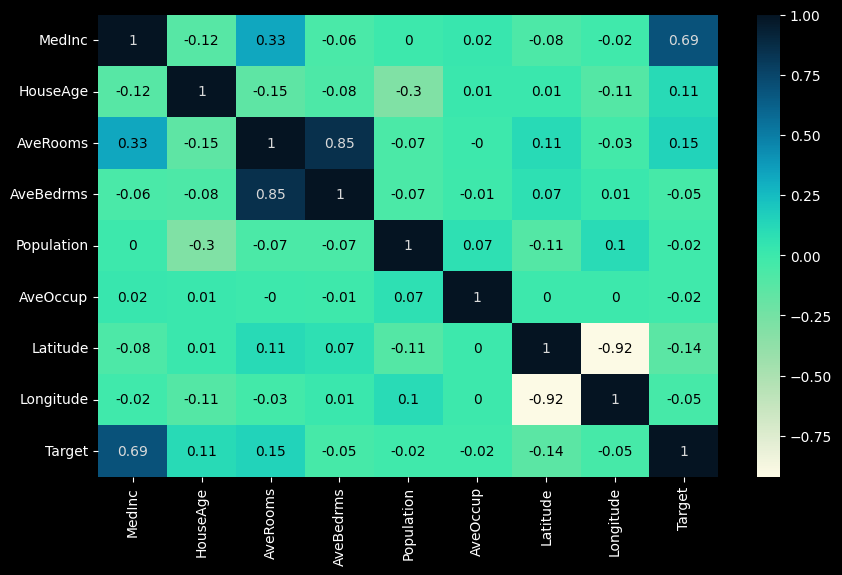 MedInc 1 -0.12 0.33 -0.06 0 0.02 -0.08 -0.02 0.69
HouseAge -0.12 1 -0.15 -0.08 -0.3 0.01 0.01 -0.11 0.11
AveRooms 0.33 -0.15 1 0.85 -0.07 -0 0.11 -0.03 0.15
AveBedrms -0.06 -0.08 0.85 1 -0.07 -0.01 0.07 0.01 -0.05
Population 0 -0.3 -0.07 -0.07 1 0.07 -0.11 0.1 -0.02
AveOccup 0.02 0.01 -0 -0.01 0.07 1 0 0 -0.02
Latitude -0.08 0.01 0.11 0.07 -0.11 0 1 -0.92 -0.14
Longitude -0.02 -0.11 -0.03 0.01 0.1 0 -0.92 1 -0.05
Target 0.69 0.11 0.15 -0.05 -0.02 -0.02 -0.14 -0.05 1
MedInc
HouseAge
AveRooms
AveBedrms
Population
AveOccup
Latitude
Longitude
Target
1.00
0.75
0.50
0.25
0.00
−0.25
−0.50
−0.75